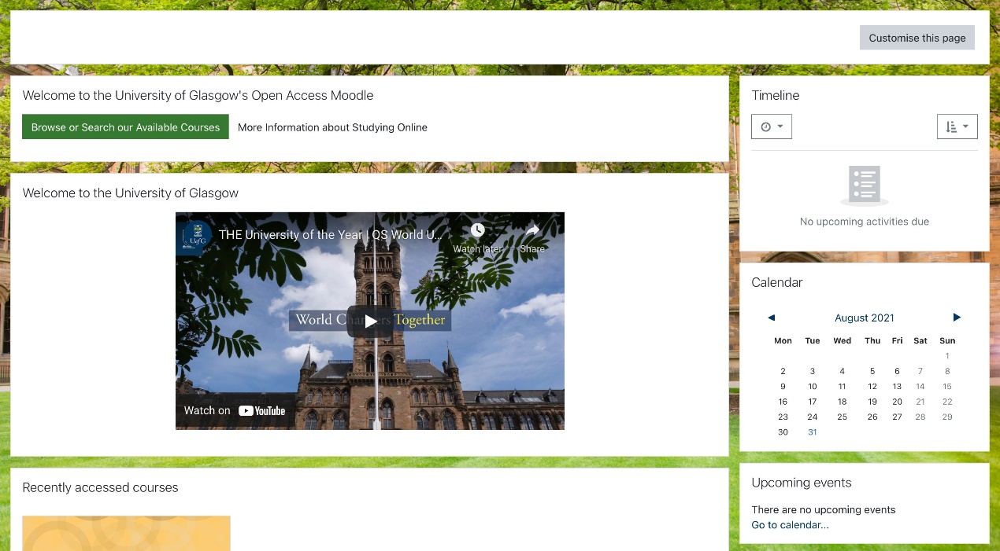 Customise this page
Welcome to the University of Glasgow's Open Access Moodle
Browse or Search our Available Courses
More Information about Studying Online
Welcome to the University of Glasgow
UofG
THE University of the Year | QS World U...
Watch later
Share
World Changers Together
Watch on YouTube
Recently accessed courses
Timeline
No upcoming activities due
Calendar
August 2021
Mon Tue Wed Thu Fri Sat Sun
1
2 3 4 5 6 7 8
9 10 11 12 13 14 15
16 17 18 19 20 21 22
23 24 25 26 27 28 29
30 31
Upcoming events
There are no upcoming events
Go to calendar...